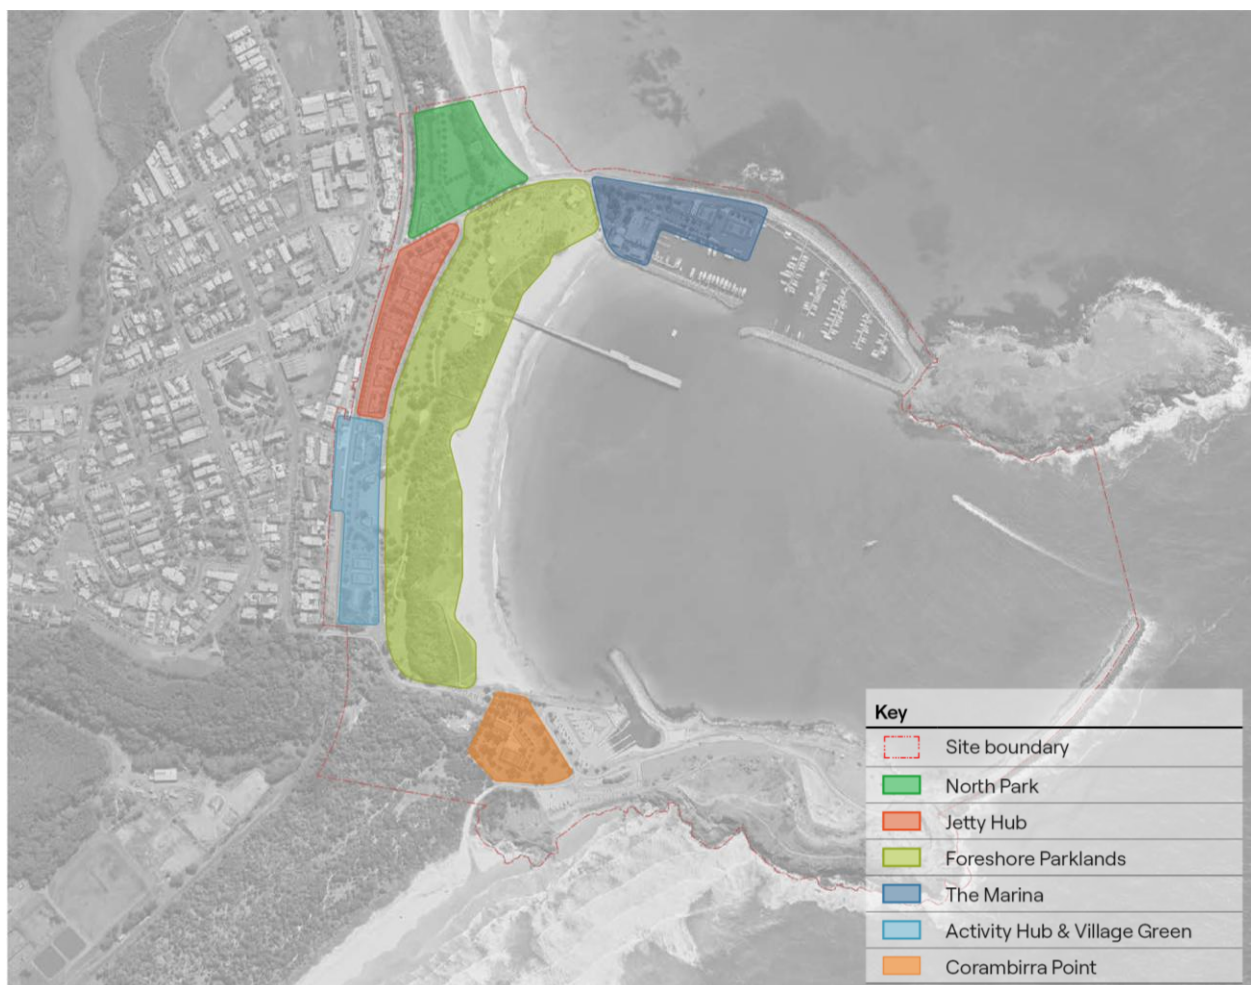 Key
Site boundary
North Park
Jetty Hub
Foreshore Parklands
The Marina
Activity Hub & Village Green
Corambirra Point